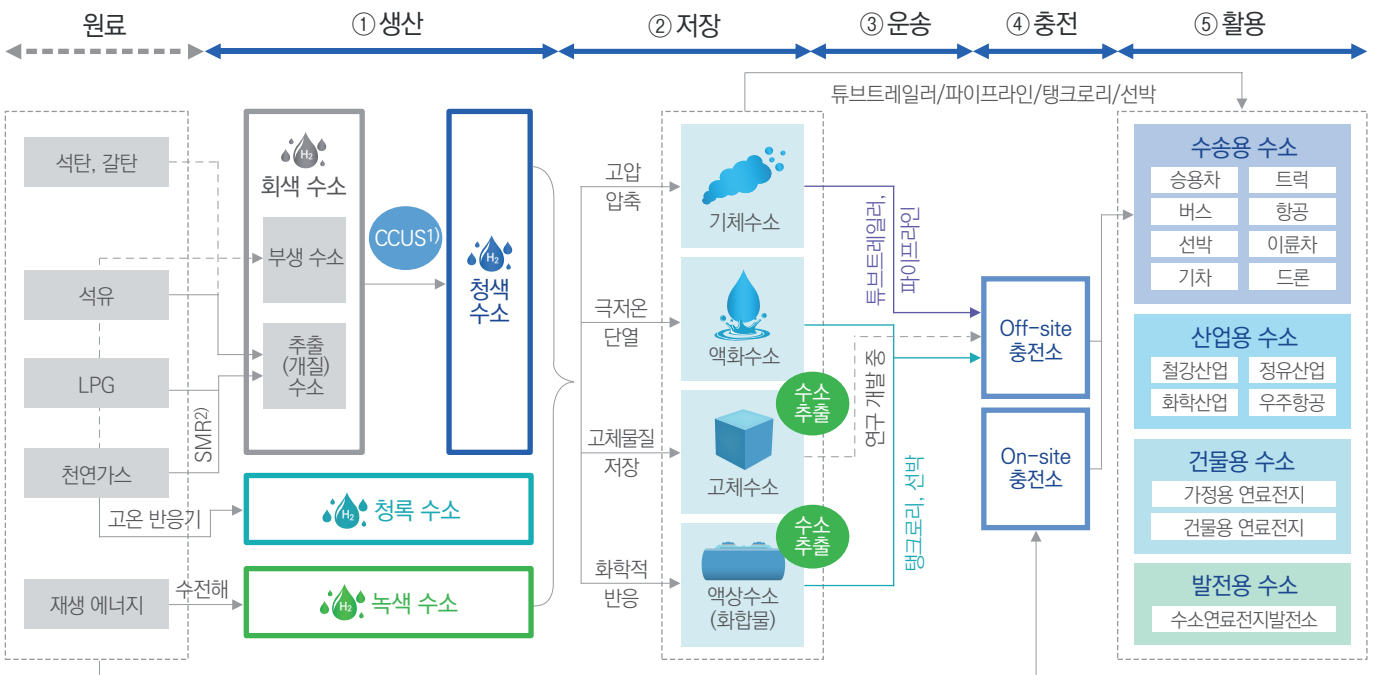 원료
① 생산
② 저장
③ 운송
④ 충전
⑤ 활용
튜브트레일러/파이프라인/탱크로리/선박
석탄, 갈탄
석유
LPG
천연가스
재생 에너지
SMR2)
고온 반응기
수전해
H2
회색 수소
부생 수소
추출
(개질)
수소
CCUS1)
H2
청색
수소
H2
청록 수소
H2
녹색 수소
고압
압축
극저온
단열
고체물질
저장
화학적
반응
기체수소
액화수소
수소
추출
고체수소
수소
추출
액상수소
(화합물)
튜브트레일러,
파이프라인
연구 개발 중
탱크로리, 선박
Off-site
충전소
On-site
충전소
수송용 수소
승용차
트럭
버스
항공
선박
이륜차
기차
드론
산업용 수소
철강산업
정유산업
화학산업
우주항공
건물용 수소
가정용 연료전지
건물용 연료전지
발전용 수소
수소연료전지발전소